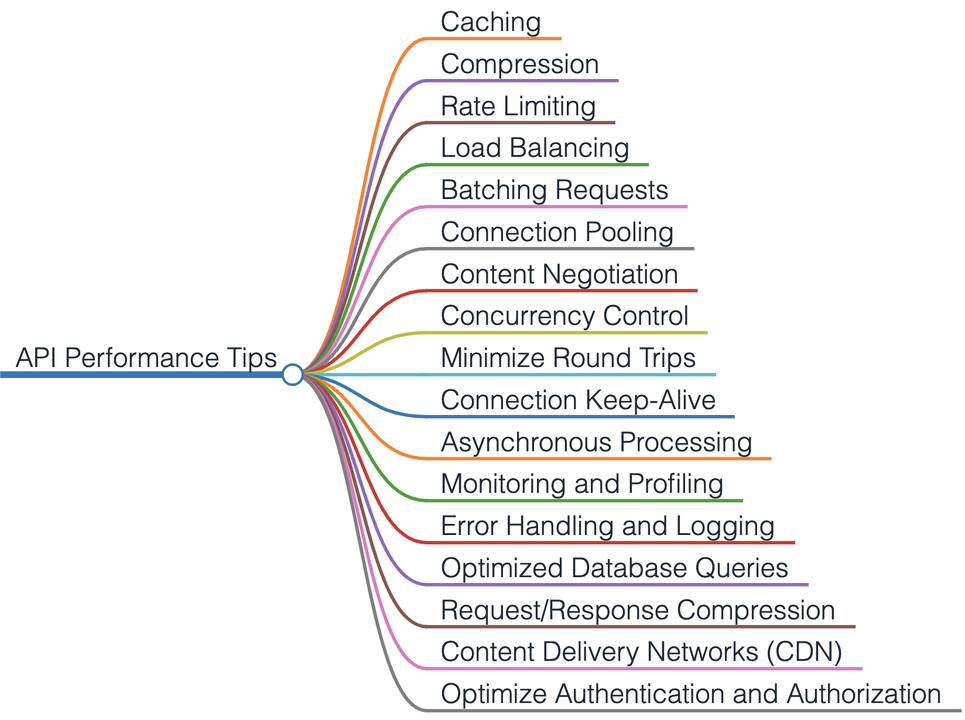 API Performance Tips
Caching
Compression
Rate Limiting
Load Balancing
Batching Requests
Connection Pooling
Content Negotiation
Concurrency Control
Minimize Round Trips
Connection Keep-Alive
Asynchronous Processing
Monitoring and Profiling
Error Handling and Logging
Optimized Database Queries
Request/Response Compression
Content Delivery Networks (CDN)
Optimize Authentication and Authorization